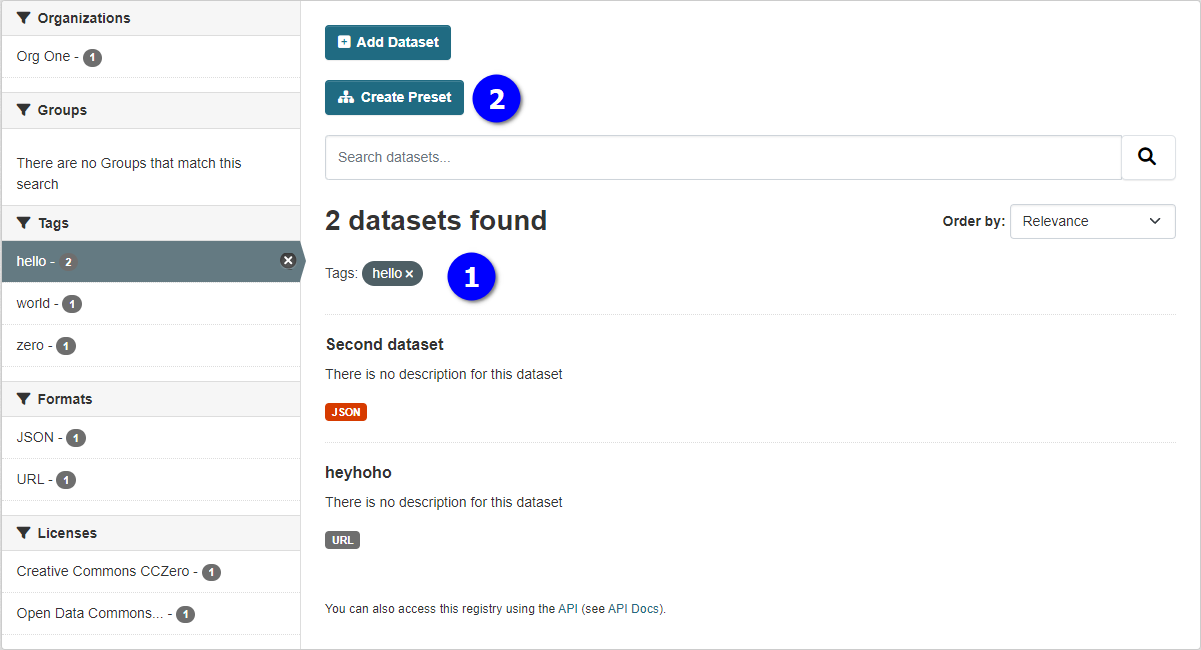 Organizations
Org One - 1
Groups
There are no Groups that match this
search
Tags
hello - 2
world - 1
zero - 1
Formats
JSON - 1
URL - 1
Licenses
Creative Commons CCZero - 1
Open Data Commons... - 1
Add Dataset
Create Preset 2
Search datasets...
2 datasets found
Order by: Relevance
Tags: hello × 1
Second dataset
There is no description for this dataset
JSON
heyhoho
There is no description for this dataset
URL
You can also access this registry using the API (see API Docs).